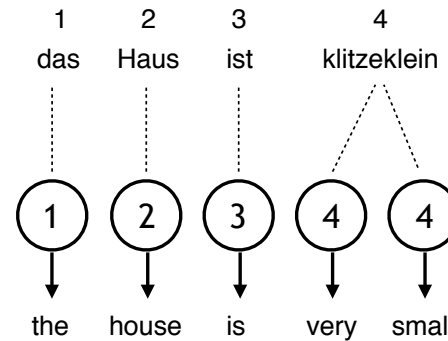 1 2 3 4
das Haus ist klitzeklein
1 2 3 4 4
the house is very smal